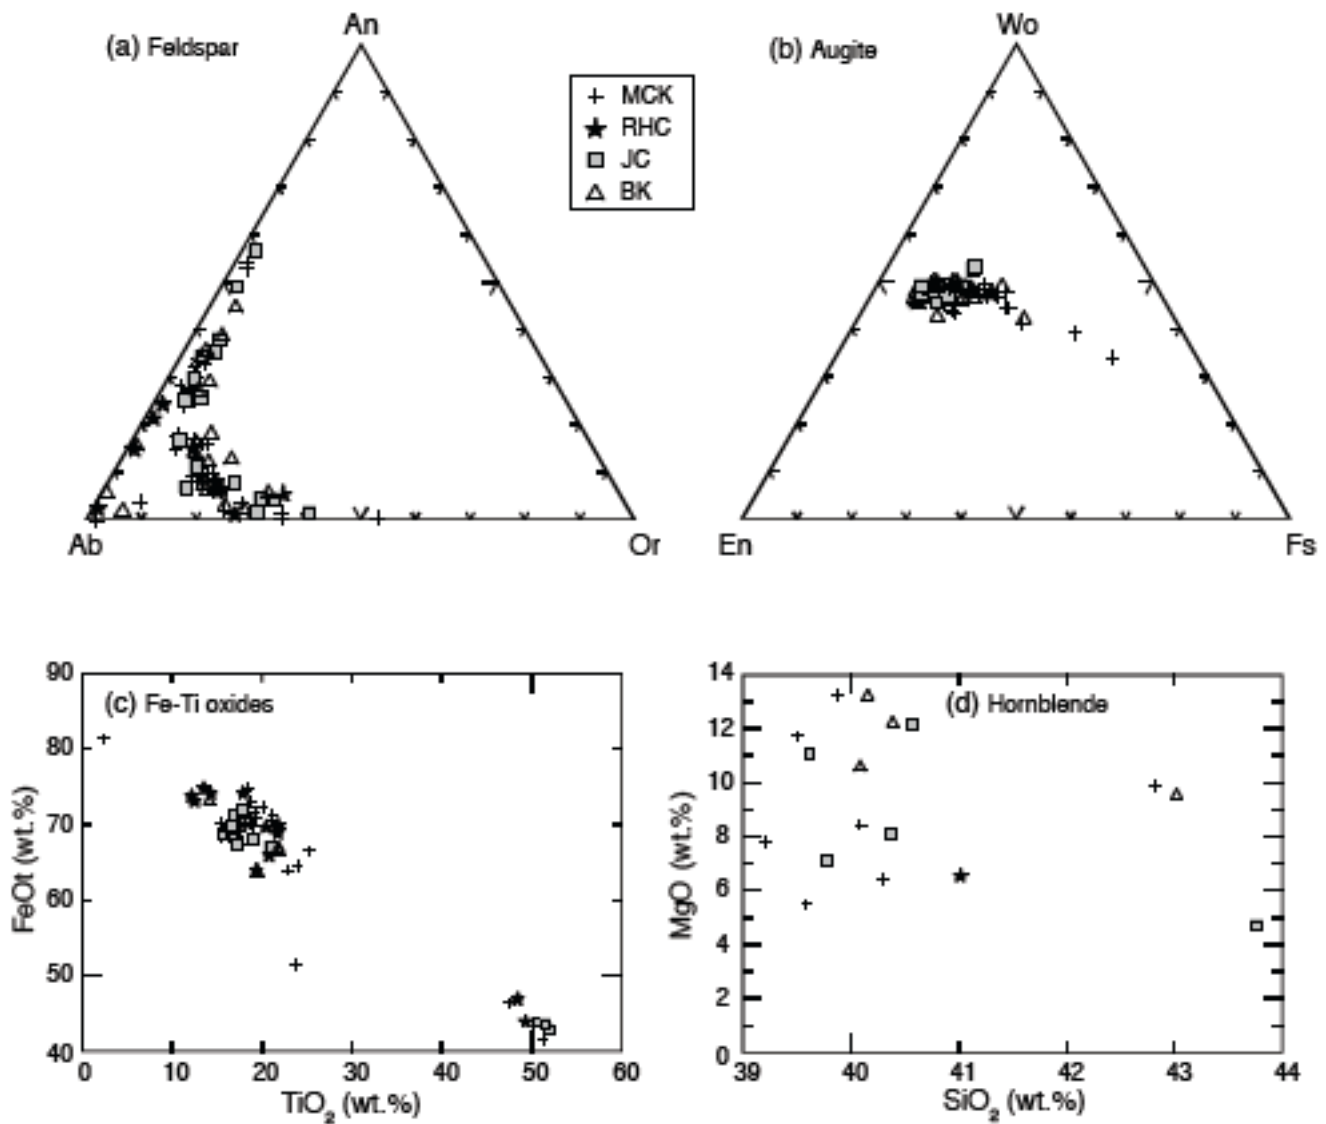 An
Wo
(a) Feldspar
(b) Augite
MCK
RHC
JC
BK
Ab
Or
En
Fs
90
80
70
60
50
40
FeOt (wt.%)
(c) Fe-Ti oxides
0 10 20 30 40 50 60
TiO₂ (wt.%)
14
12
10
8
6
4
2
0
MgO (wt.%)
(d) Hornblende
39 40 41 42 43 44
SiO₂ (wt.%)